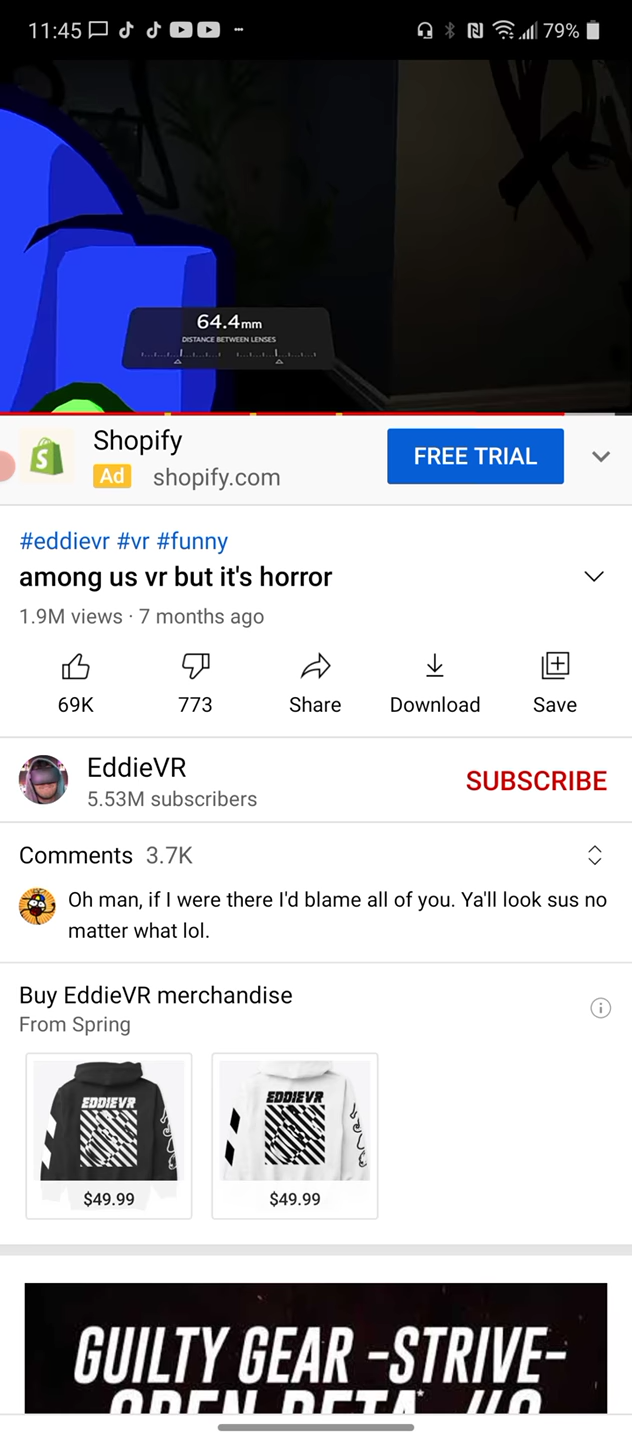 11:45 79%
64.4mm
DISTANCE BETWEEN LENSES
Shopify
Ad shopify.com
FREE TRIAL
#eddievr #vr #funny
among us vr but it's horror
1.9M views · 7 months ago
69K 773 Share Download Save
EddieVR
5.53M subscribers
SUBSCRIBE
Comments 3.7K
Oh man, if I were there I'd blame all of you. Ya'll look sus no
matter what lol.
Buy EddieVR merchandise
From Spring
EDDIEVR EDDIEVR
$49.99 $49.99
GUILTY GEAR -STRIVE-
OPEN BETA